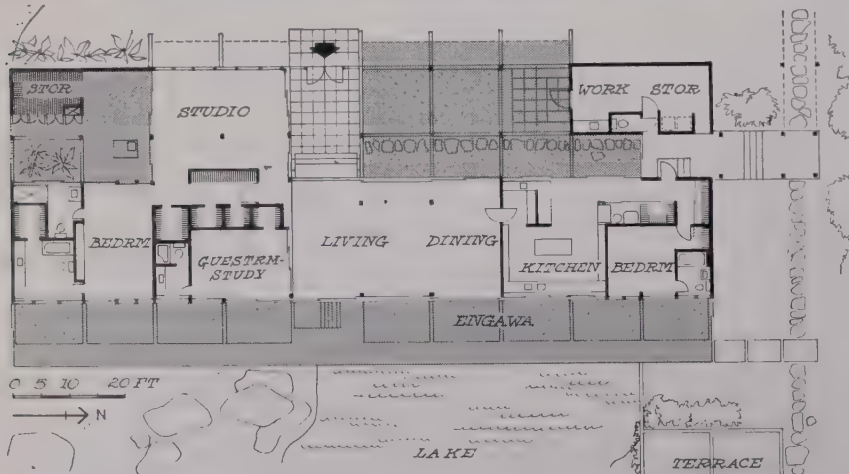 STOR
WORK STOR
STUDIO
BEDRM
LIVING
DINING
GUESTRM-
STUDY
KITCHEN
BEDRM
ENGAWA
0 5 10 20 FT
N
LAKE
TERRACE